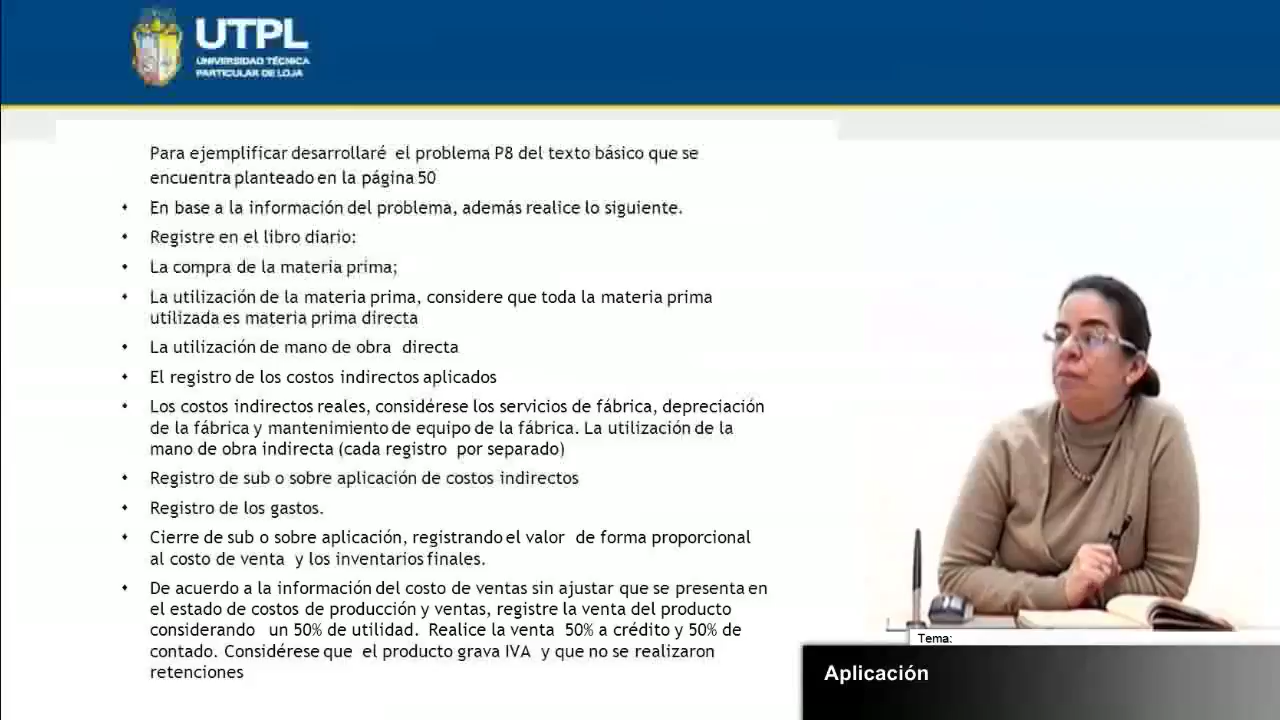 UTPL
UNIVERSIDAD TÉCNICA
PARTICULAR DE LOJA
Para ejemplificar desarrollaré el problema P8 del texto básico que se
encuentra planteado en la página 50
• En base a la información del problema, además realice lo siguiente.
• Registre en el libro diario:
• La compra de la materia prima;
• La utilización de la materia prima, considere que toda la materia prima
utilizada es materia prima directa
• La utilización de mano de obra directa
• El registro de los costos indirectos aplicados
• Los costos indirectos reales, considérese los servicios de fábrica, depreciación
de la fábrica y mantenimiento de equipo de la fábrica. La utilización de la
mano de obra indirecta (cada registro por separado)
• Registro de sub o sobre aplicación de costos indirectos
• Registro de los gastos.
• Cierre de sub o sobre aplicación, registrando el valor de forma proporcional
al costo de venta y los inventarios finales.
• De acuerdo a la información del costo de ventas sin ajustar que se presenta en
el estado de costos de producción y ventas, registre la venta del producto
considerando un 50% de utilidad. Realice la venta 50% a crédito y 50% de
contado. Considérese que el producto grava IVA y que no se realizaron
retenciones
Tema:
Aplicación